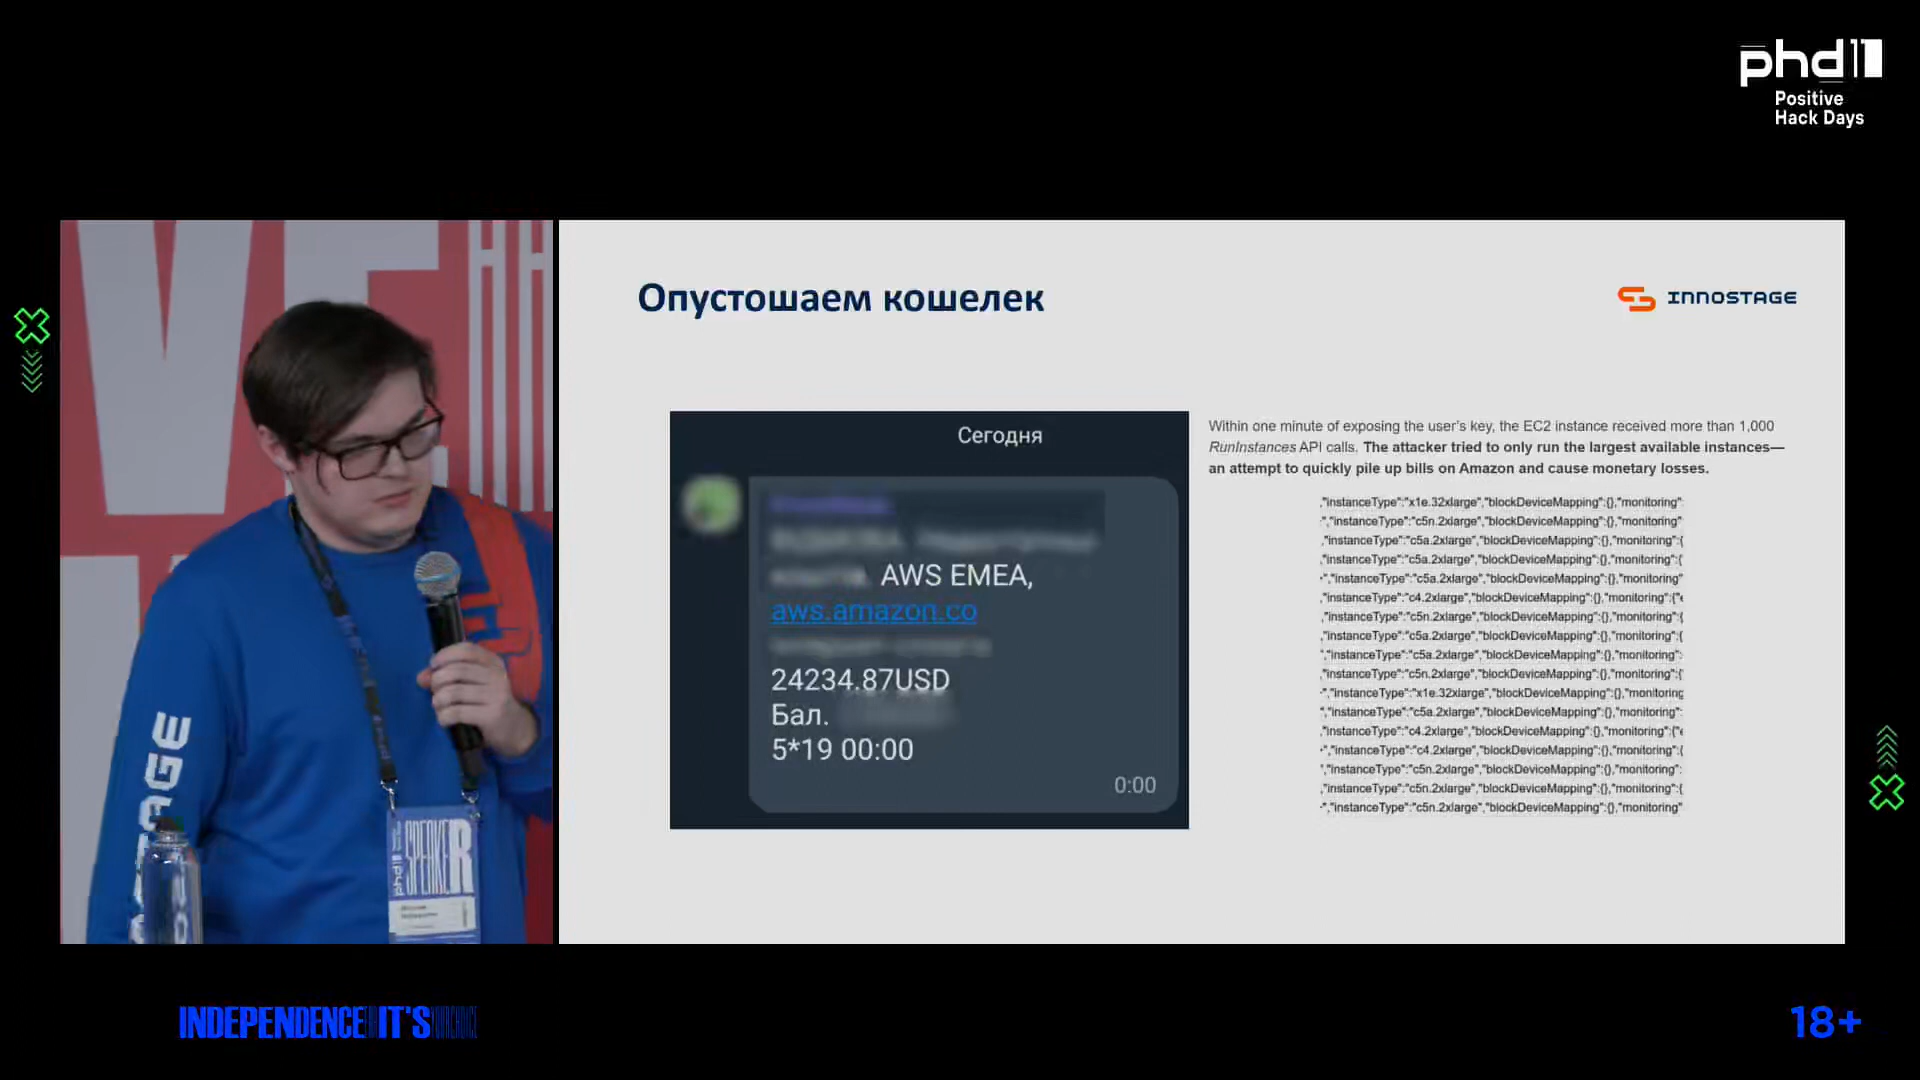 phd11
Positive
Hack Days
Опустошаем кошелек
INNOSTAGE
Сегодня
AWS EMEA,
aws.amazon.co
24234.87USD
Бал.
5*19 00:00
0:00
Within one minute of exposing the user's key, the EC2 instance received more than 1,000
RunInstances API calls. The attacker tried to only run the largest available instances—
an attempt to quickly pile up bills on Amazon and cause monetary losses.
,"instanceType":"x1e.32xlarge","blockDeviceMapping":{},"monitoring":
","instanceType":"c5n.2xlarge","blockDeviceMapping":{},"monitoring"
,"instanceType":"c5a.2xlarge","blockDeviceMapping":{},"monitoring":{
,"instanceType":"c5a.2xlarge","blockDeviceMapping":{},"monitoring":{
","instanceType":"c5a.2xlarge","blockDeviceMapping":{},"monitoring"
,"instanceType":"c4.2xlarge","blockDeviceMapping":{},"monitoring":{"
,"instanceType":"c5n.2xlarge","blockDeviceMapping":{},"monitoring":{
,"instanceType":"c5a.2xlarge","blockDeviceMapping":{},"monitoring":{
","instanceType":"c5a.2xlarge","blockDeviceMapping":{},"monitoring":
,"instanceType":"c5n.2xlarge","blockDeviceMapping":{},"monitoring":{
","instanceType":"x1e.32xlarge","blockDeviceMapping":{},"monitoring
","instanceType":"c5a.2xlarge","blockDeviceMapping":{},"monitoring":
,"instanceType":"c4.2xlarge","blockDeviceMapping":{},"monitoring":{"
","instanceType":"c4.2xlarge","blockDeviceMapping":{},"monitoring":{
","instanceType":"c5n.2xlarge","blockDeviceMapping":{},"monitoring":
,"instanceType":"c5n.2xlarge","blockDeviceMapping":{},"monitoring":{
","instanceType":"c5n.2xlarge","blockDeviceMapping":{},"monitoring"
phd11
SPEAKER
INDEPENDENCE IT'S
18+